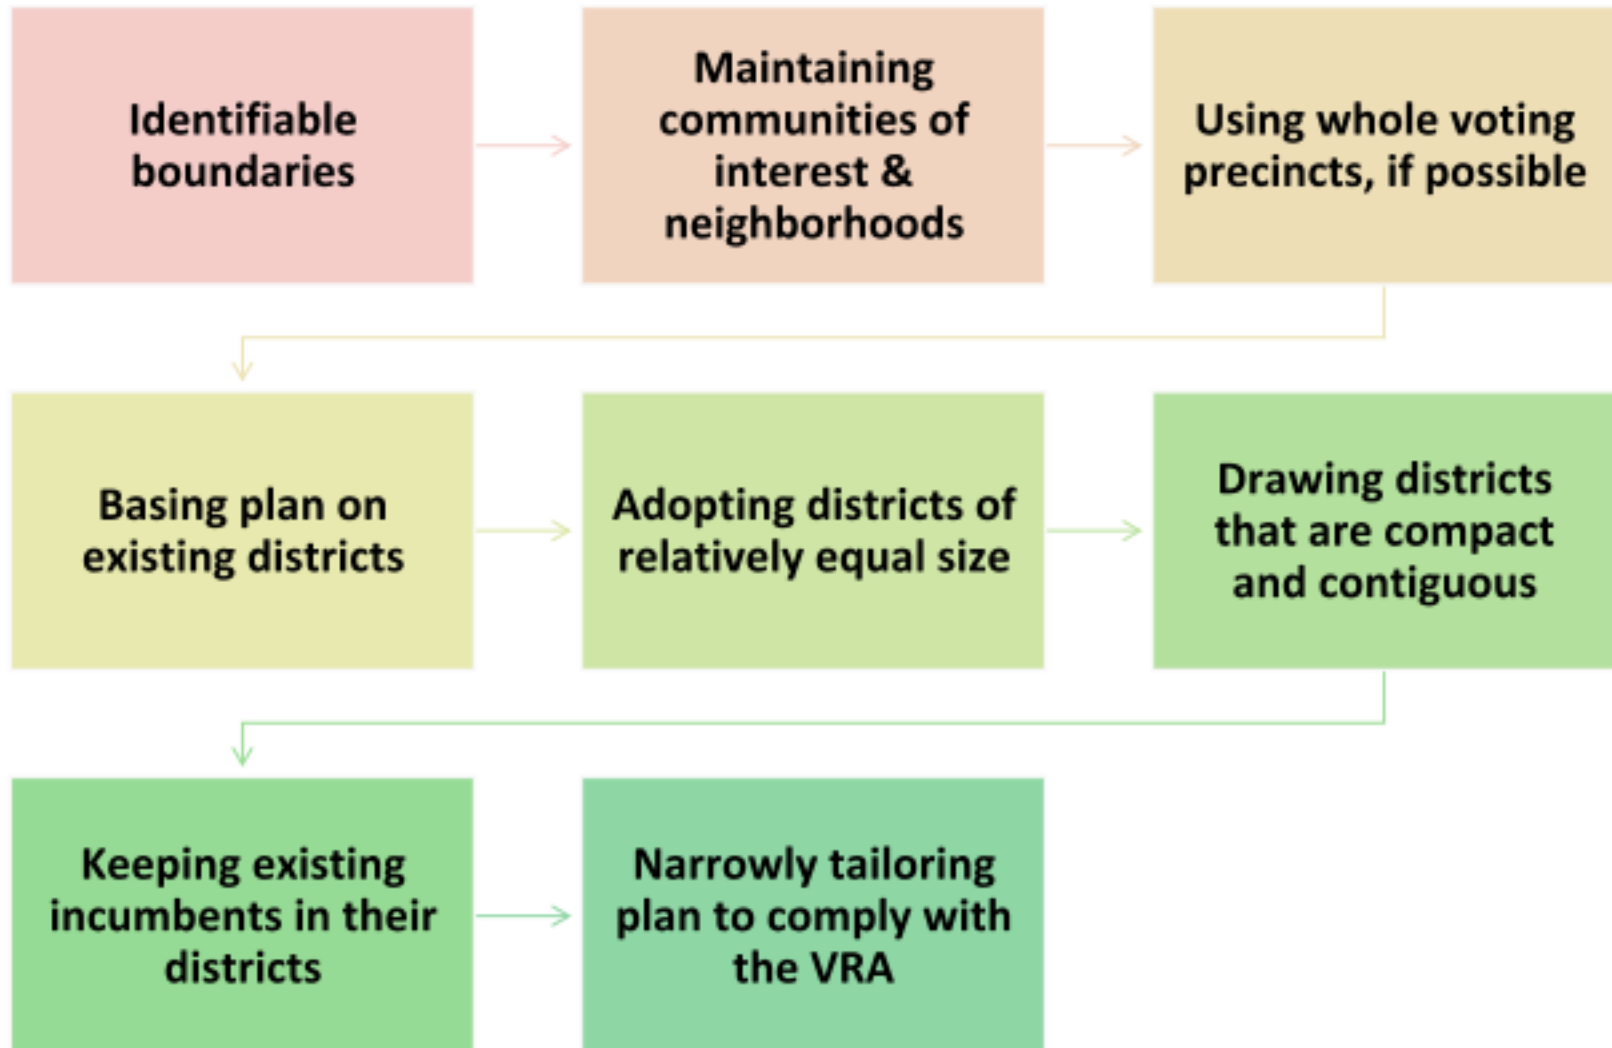 Identifiable
boundaries
Maintaining
communities of
interest &
neighborhoods
Using whole voting
precincts, if possible
Basing plan on
existing districts
Adopting districts of
relatively equal size
Drawing districts
that are compact
and contiguous
Keeping existing
incumbents in their
districts
Narrowly tailoring
plan to comply with
the VRA